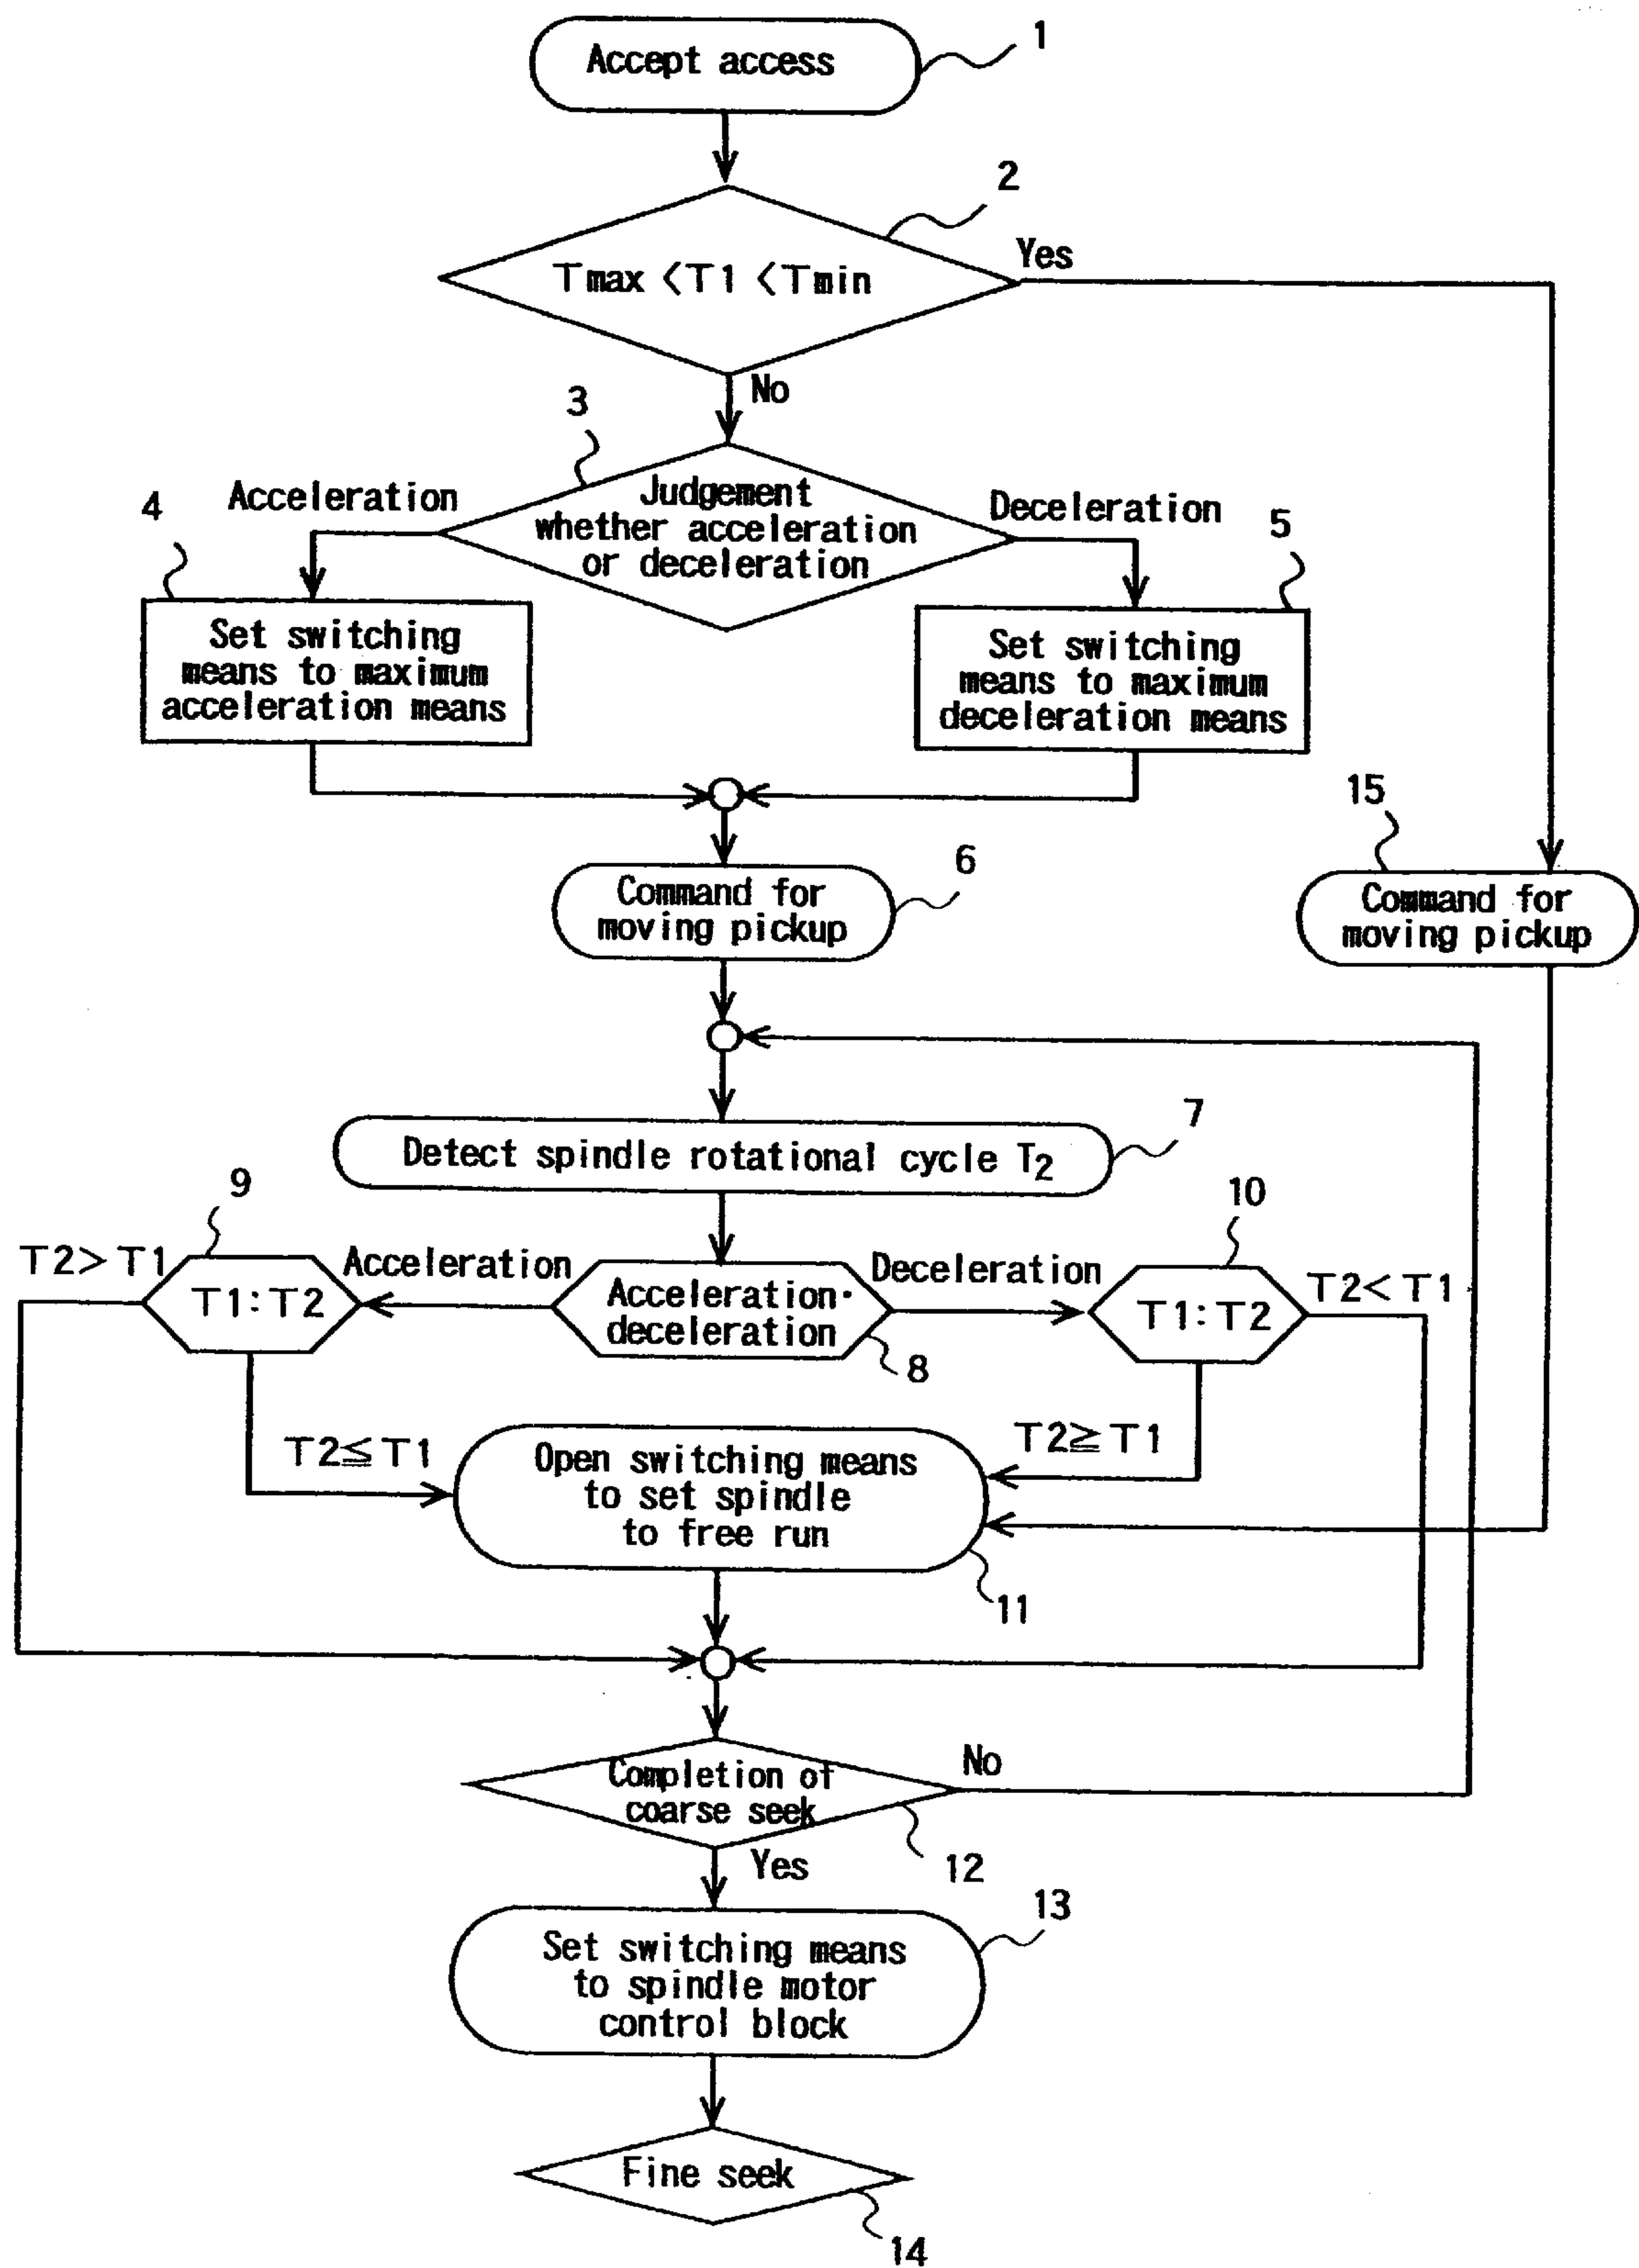 Accept access
1
2
Tmax <T1 <Tmin
Yes
No
3
Judgement
whether acceleration
or deceleration
Acceleration
Deceleration
4
5
Set switching
means to maximum
acceleration means
Set switching
means to maximum
deceleration means
6
Command for
moving pickup
15
Command for
moving pickup
7
Detect spindle rotational cycle T2
9
10
T2> T1
T1:T2
Acceleration
Acceleration·
deceleration
Deceleration
T1:T2
T2< T1
8
T2≦ T1
T2≧ T1
Open switching means
to set spindle
to free run
11
Completion of
coarse seek
No
12
Yes
13
Set switching means
to spindle motor
control block
Fine seek
14